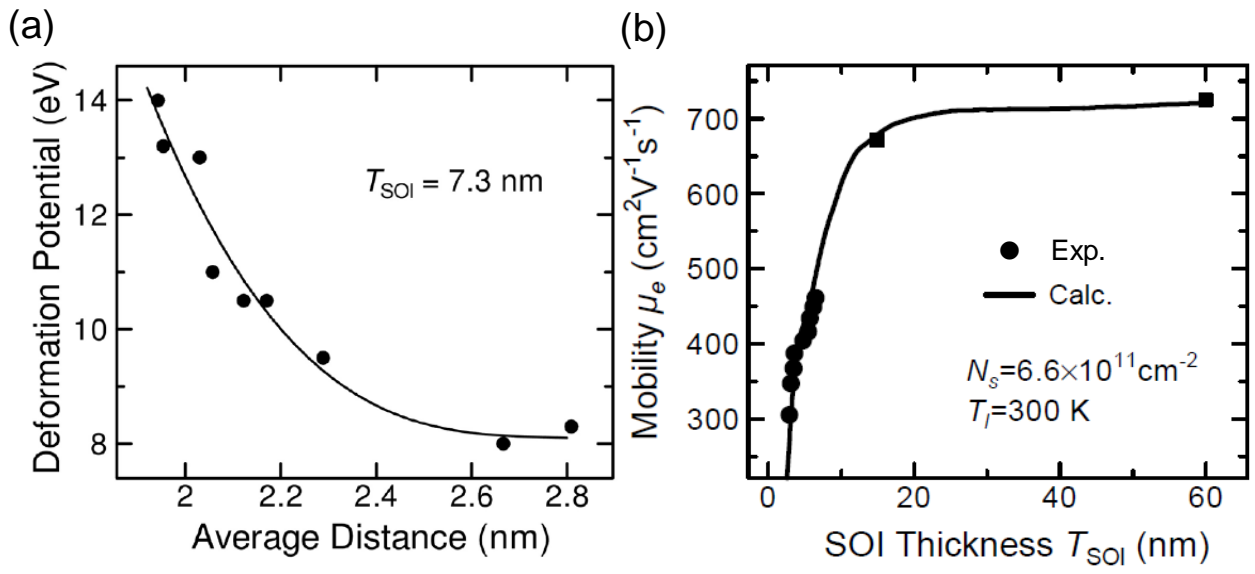 (a)
Deformation Potential (eV)
14
12
10
8
T_SOI = 7.3 nm
2
2.2
2.4
2.6
2.8
Average Distance (nm)
(b)
Mobility μ_e (cm²V⁻¹s⁻¹)
700
600
500
400
300
Exp.
Calc.
N_s=6.6×10¹¹cm⁻²
T_l=300 K
0
20
40
60
SOI Thickness T_SOI (nm)